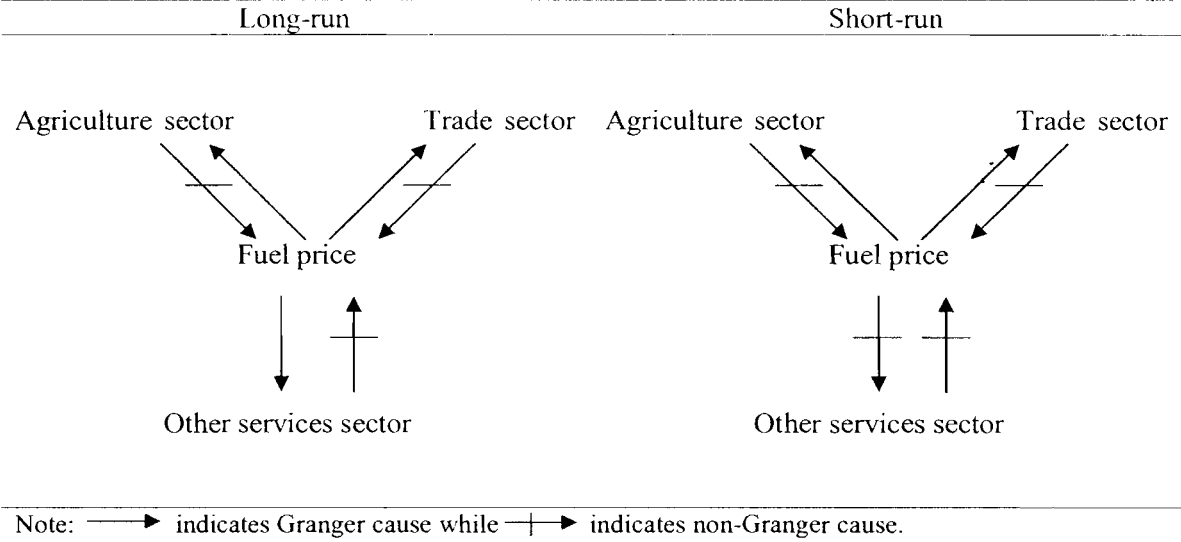 Long-run Short-run
Agriculture sector Trade sector Agriculture sector Trade sector
Fuel price Fuel price
Other services sector Other services sector
Note: indicates Granger cause while indicates non-Granger cause.